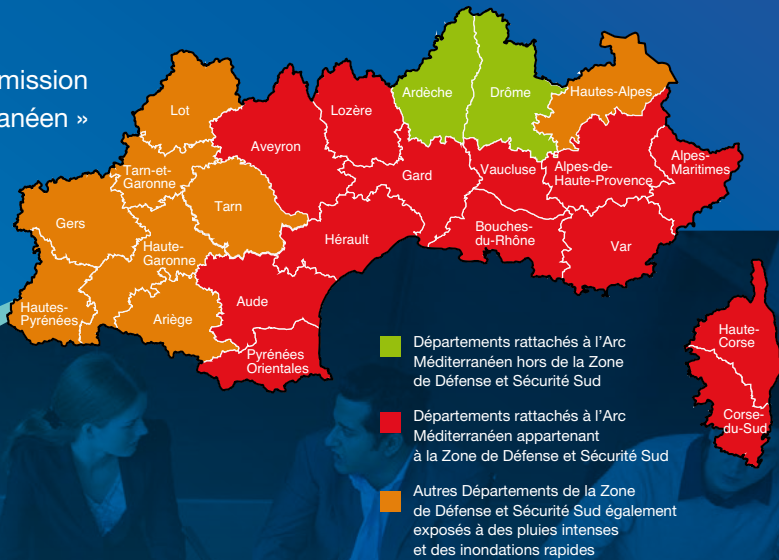 mission
anéen »
Lot
Ardèche
Drôme
Hautes-Alpes
Lozère
Aveyron
Tarn-et-
Garonne
Gard
Vaucluse
Alpes-de-
Haute-Provence
Alpes-
Maritimes
Gers
Tarn
Haute-
Garonne
Hérault
Bouches-
du-Rhône
Var
Hautes-
Pyrénées
Ariège
Aude
Pyrénées
Orientales
Haute-
Corse
Corse-
du-Sud
Départements rattachés à l'Arc
Méditerranéen hors de la Zone
de Défense et Sécurité Sud
Départements rattachés à l'Arc
Méditerranéen appartenant
à la Zone de Défense et Sécurité Sud
Autres Départements de la Zone
de Défense et Sécurité Sud également
exposés à des pluies intenses
et des inondations rapides